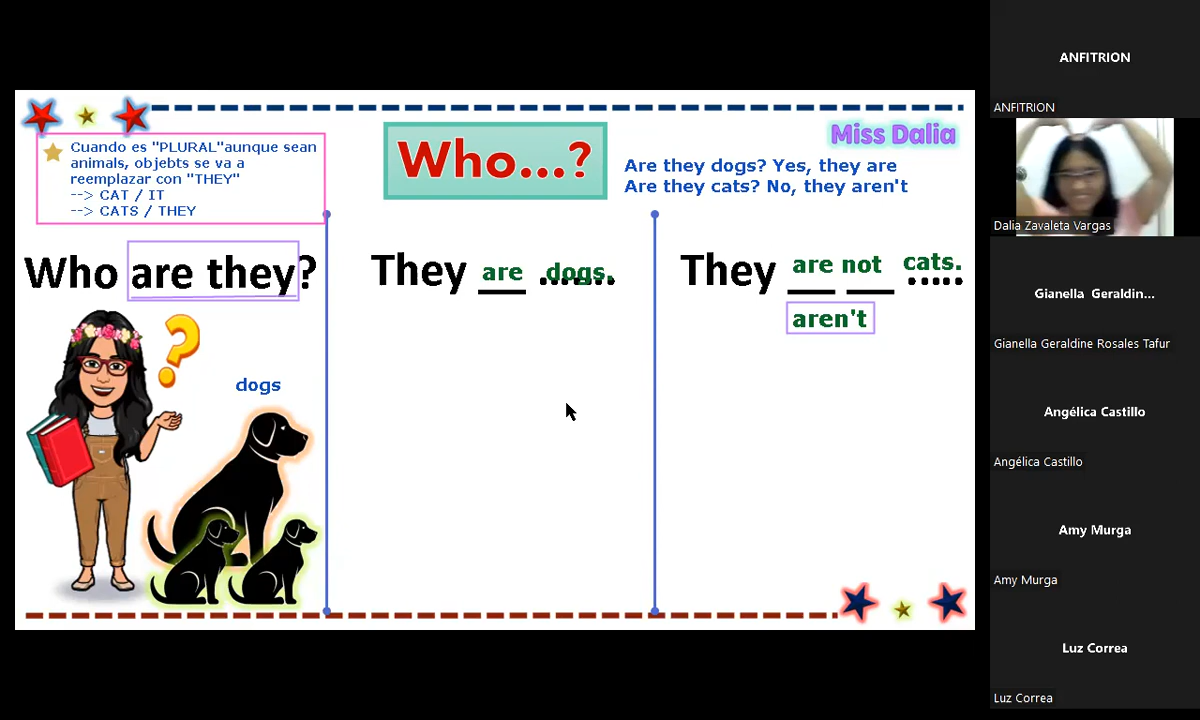 Cuando es "PLURAL"aunque sean
animals, objebts se va a
reemplazar con "THEY"
--> CAT / IT
--> CATS / THEY
Who...?
Miss Dalia
Are they dogs? Yes, they are
Are they cats? No, they aren't
Who are they?
dogs
They are dogs.
They are not cats.
aren't
ANFITRION
ANFITRION
Dalia Zavaleta Vargas
Gianella Geraldin...
Gianella Geraldine Rosales Tafur
Angélica Castillo
Angélica Castillo
Amy Murga
Amy Murga
Luz Correa
Luz Correa